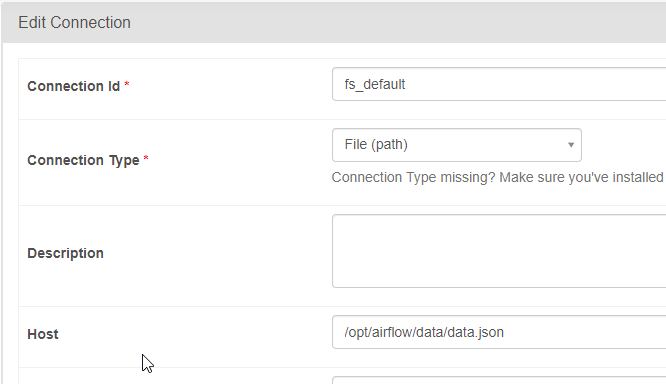 Edit Connection
Connection Id *
fs_default
Connection Type *
File (path)
Connection Type missing? Make sure you've installed
Description
Host
/opt/airflow/data/data.json